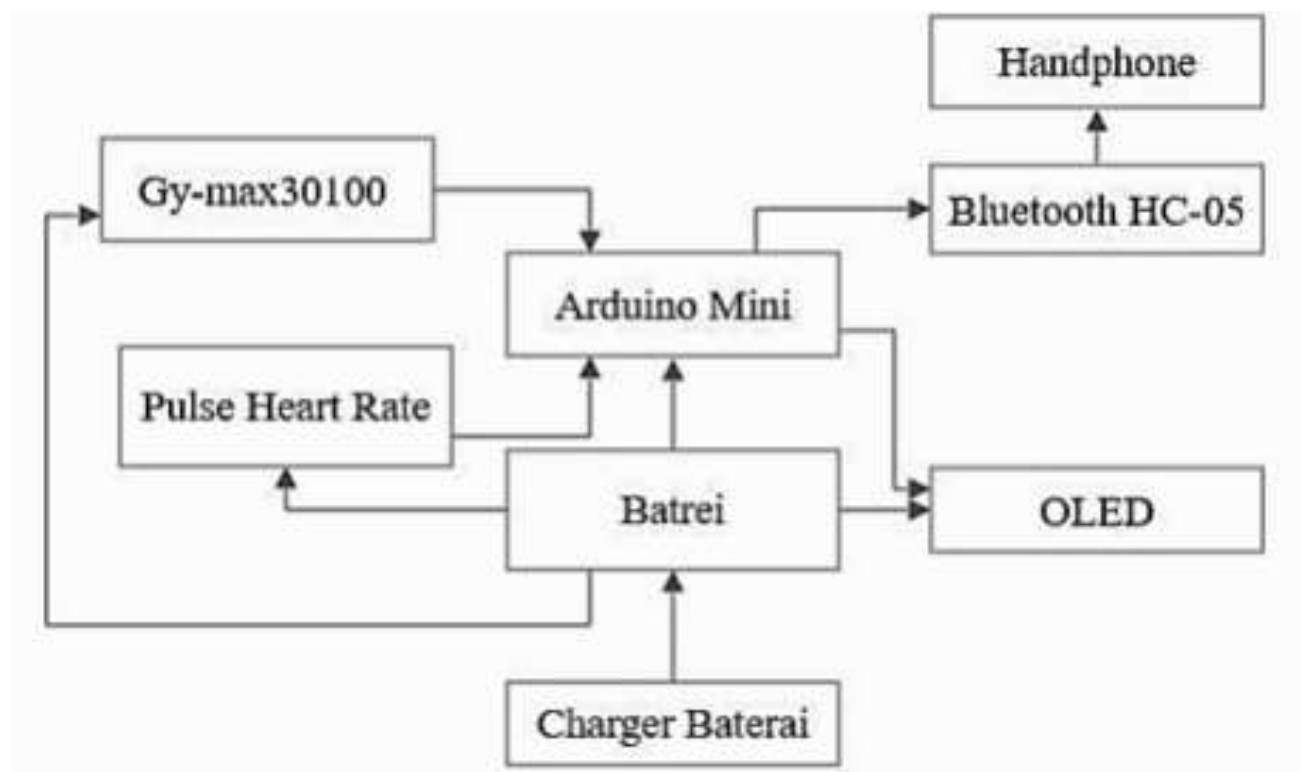 Handphone
Gy-max30100
Bluetooth HC-05
Arduino Mini
Pulse Heart Rate
Batrei
OLED
Charger Baterai